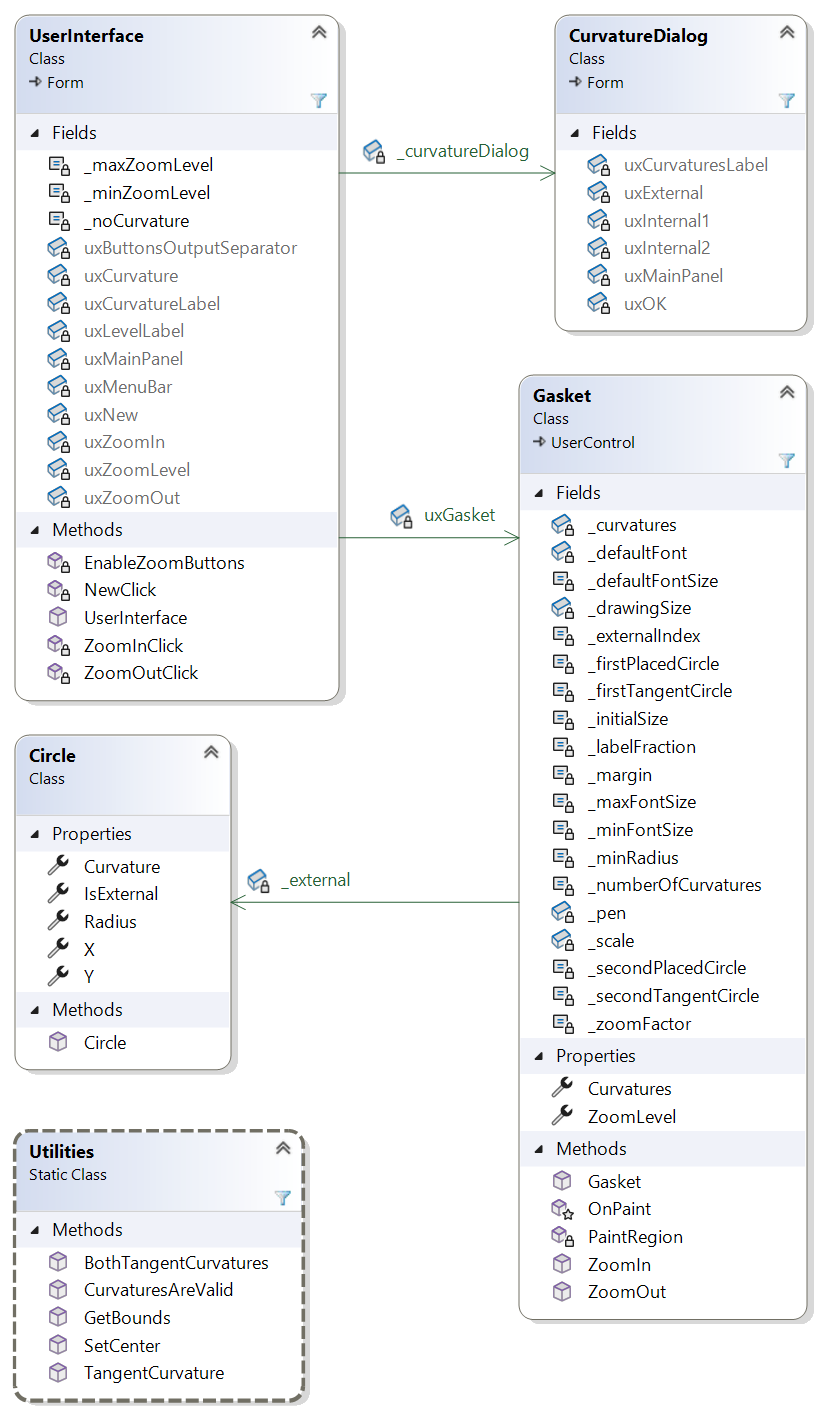 UserInterface
Class
Form
Fields
_maxZoomLevel
_minZoomLevel
_noCurvature
uxButtonsOutputSeparator
uxCurvature
uxCurvatureLabel
uxLevelLabel
uxMainPanel
uxMenuBar
uxNew
uxZoomIn
uxZoomLevel
uxZoomOut
Methods
EnableZoomButtons
NewClick
UserInterface
ZoomInClick
ZoomOutClick
_curvatureDialog
CurvatureDialog
Class
Form
Fields
uxCurvaturesLabel
uxExternal
uxInternal1
uxInternal2
uxMainPanel
uxOK
uxGasket
Gasket
Class
UserControl
Fields
_curvatures
_defaultFont
_defaultFontSize
_drawingSize
_externalIndex
_firstPlacedCircle
_firstTangentCircle
_initialSize
_labelFraction
_margin
_maxFontSize
_minFontSize
_minRadius
_numberOfCurvatures
_pen
_scale
_secondPlacedCircle
_secondTangentCircle
_zoomFactor
Properties
Curvatures
ZoomLevel
Methods
Gasket
OnPaint
PaintRegion
ZoomIn
ZoomOut
_external
Circle
Class
Properties
Curvature
IsExternal
Radius
X
Y
Methods
Circle
Utilities
Static Class
Methods
BothTangentCurvatures
CurvaturesAreValid
GetBounds
SetCenter
TangentCurvature